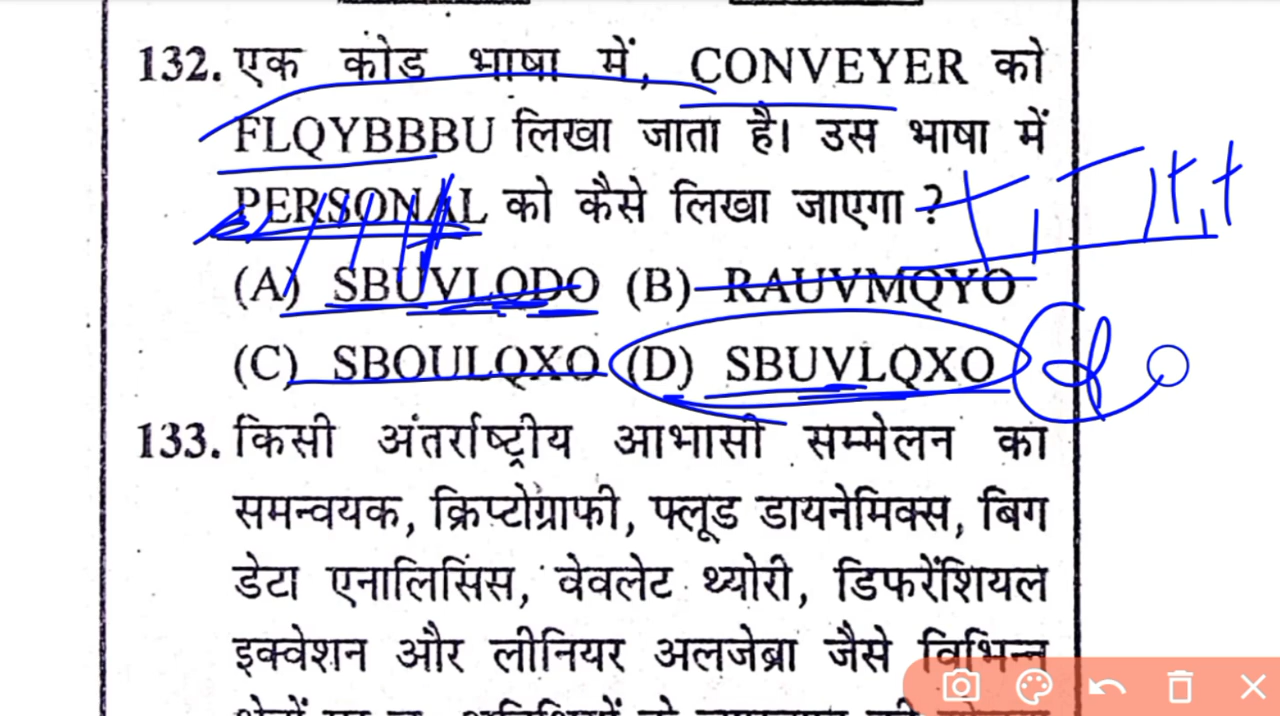 132. एक कोड भाषा में, CONVEYER को
FLQYBBBU लिखा जाता है। उस भाषा में
PERSONAL को कैसे लिखा जाएगा ?
(A) SBUVLQDO (B) RAUVMQYO
(C) SBOULQXO (D) SBUVLQXO
133. किसी अंतर्राष्ट्रीय आभासी सम्मेलन का
समन्वयक, क्रिप्टोग्राफी, फ्लूड डायनेमिक्स, बिग
डेटा एनालिसिस, वेवलेट थ्योरी, डिफरेंशियल
इक्वेशन और लीनियर अलजेब्रा जैसे विभिन्न